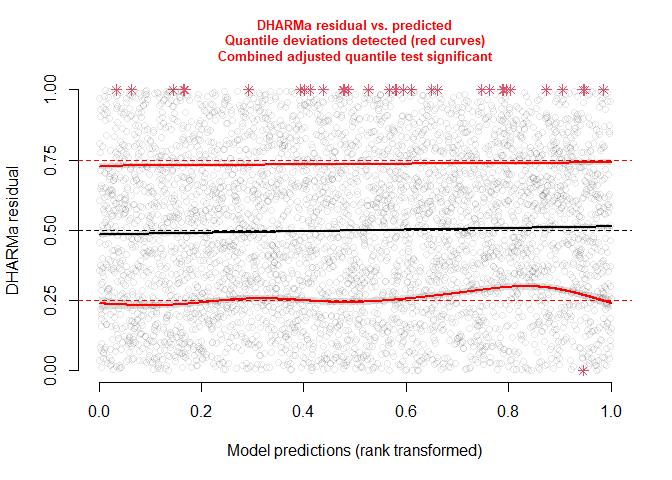 DHARMa residual vs. predicted
Quantile deviations detected (red curves)
Combined adjusted quantile test significant
1.00
0.75
0.50
0.25
0.00
DHARMa residual
0.0 0.2 0.4 0.6 0.8 1.0
Model predictions (rank transformed)